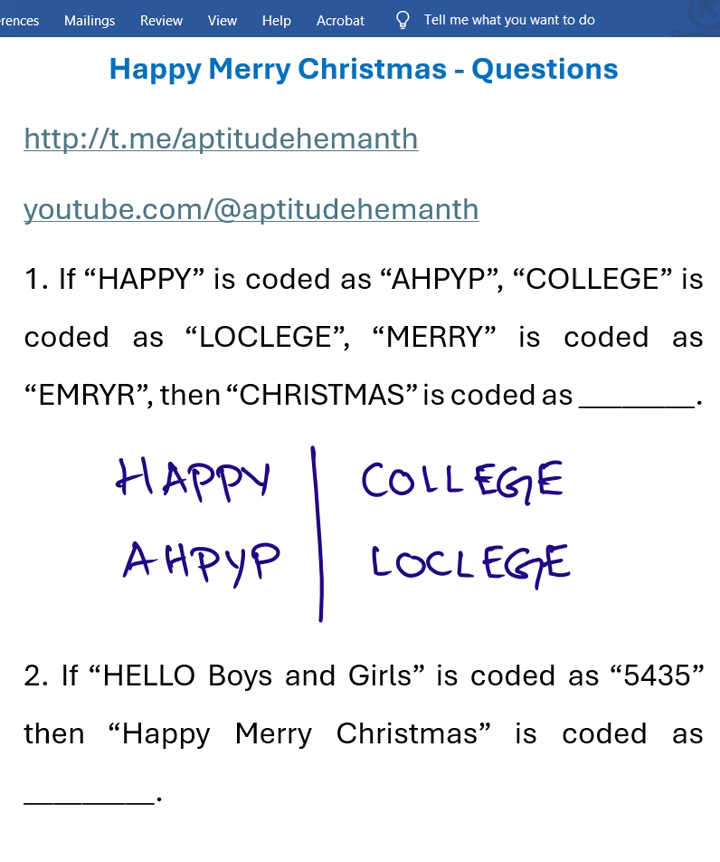 rences Mailings Review View Help Acrobat Tell me what you want to do
Happy Merry Christmas - Questions
http://t.me/aptitudehemanth
youtube.com/@aptitudehemanth
1. If “HAPPY” is coded as “AHPYP”, “COLLEGE” is
coded as “LOCLEGE”, “MERRY” is coded as
“EMRYR”, then “CHRISTMAS” is coded as ________.
HAPPY | COLLEGE
AHPYP | LOCLEGE
2. If “HELLO Boys and Girls” is coded as “5435”
then “Happy Merry Christmas” is coded as
_________.